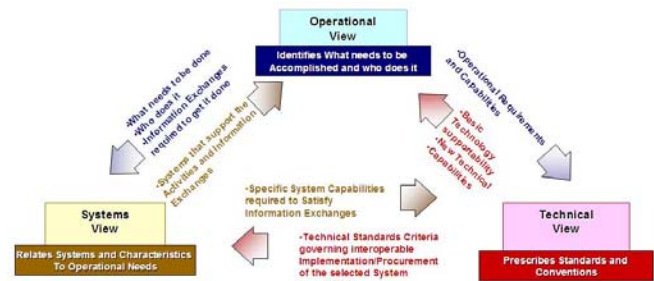 Operational
View
Identifies What needs to be
Accomplished and who does it
•What needs to be done
•Who does it
•Information Exchanges
required to get it done
•Systems that support the
Activities and Information
Exchanges
•Operational Requirements
and Capabilities
•Basic
Technology
supportability
•New Technical
Capabilities
•Specific System Capabilities
required to Satisfy
Information Exchanges
•Technical Standards Criteria
governing interoperable
Implementation/Procurement
of the selected System
Systems
View
Relates Systems and Characteristics
To Operational Needs
Technical
View
Prescribes Standards and
Conventions